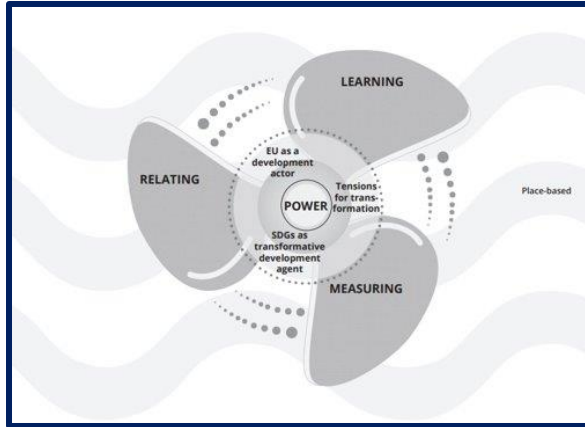 LEARNING
EU as a
development
actor
RELATING
Tensions
for trans-
formation
POWER
Place-based
SDGs as
transformative
development
agent
MEASURING